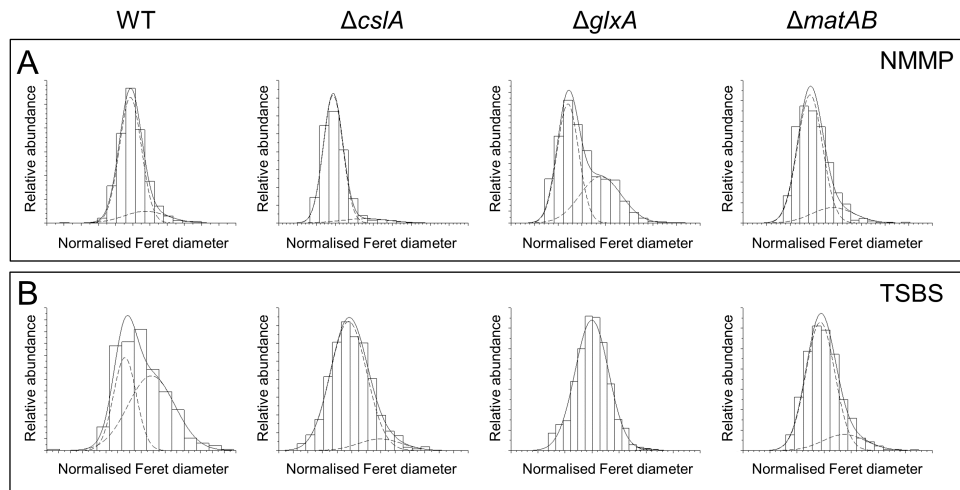 WT ΔcslA ΔglxA ΔmatAB
A NMMP
Relative abundance Relative abundance Relative abundance Relative abundance
Normalised Feret diameter Normalised Feret diameter Normalised Feret diameter Normalised Feret diameter
B TSBS
Relative abundance Relative abundance Relative abundance Relative abundance
Normalised Feret diameter Normalised Feret diameter Normalised Feret diameter Normalised Feret diameter